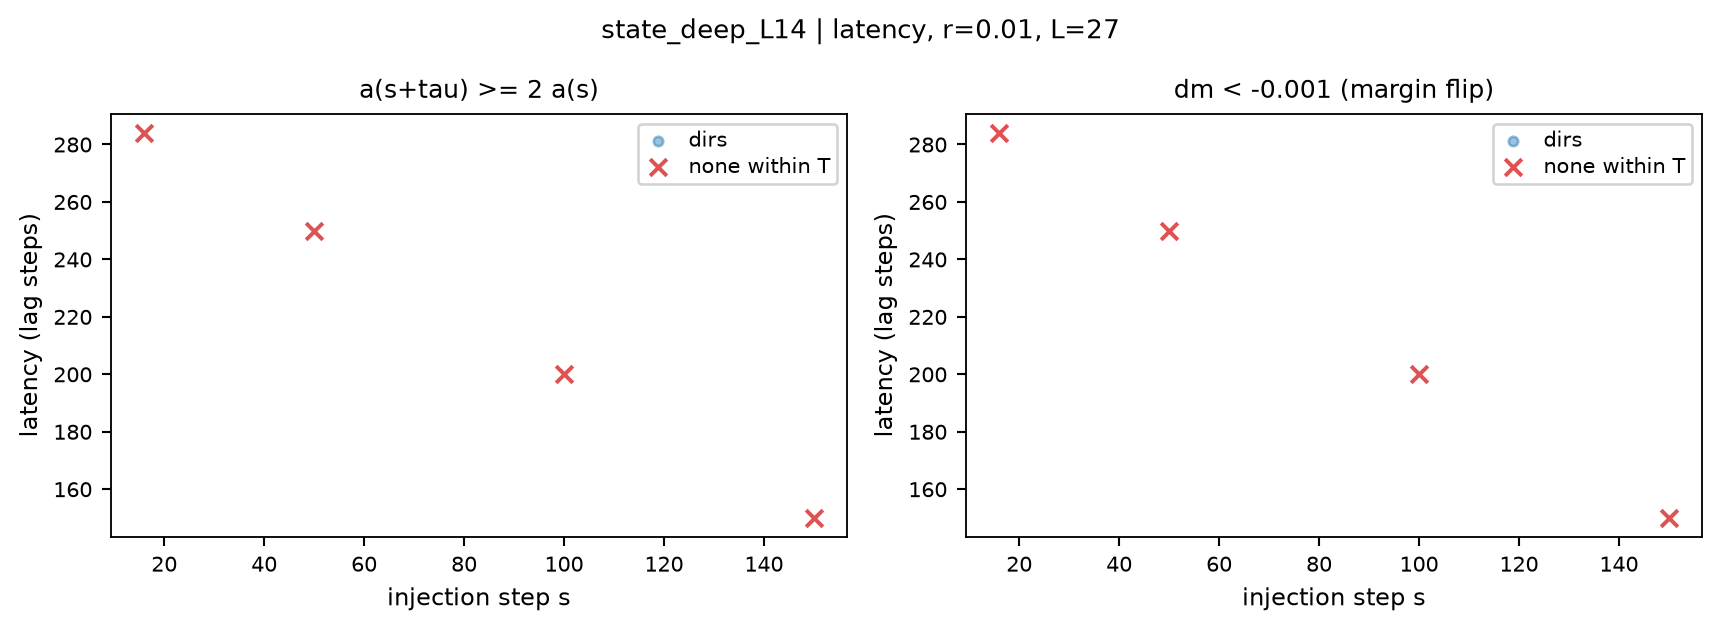 state_deep_L14 | latency, r=0.01, L=27
a(s+tau) >= 2 a(s)
latency (lag steps)
280
260
240
220
200
180
160
dirs
none within T
20
40
60
80
100
120
140
injection step s
dm < -0.001 (margin flip)
latency (lag steps)
280
260
240
220
200
180
160
dirs
none within T
20
40
60
80
100
120
140
injection step s